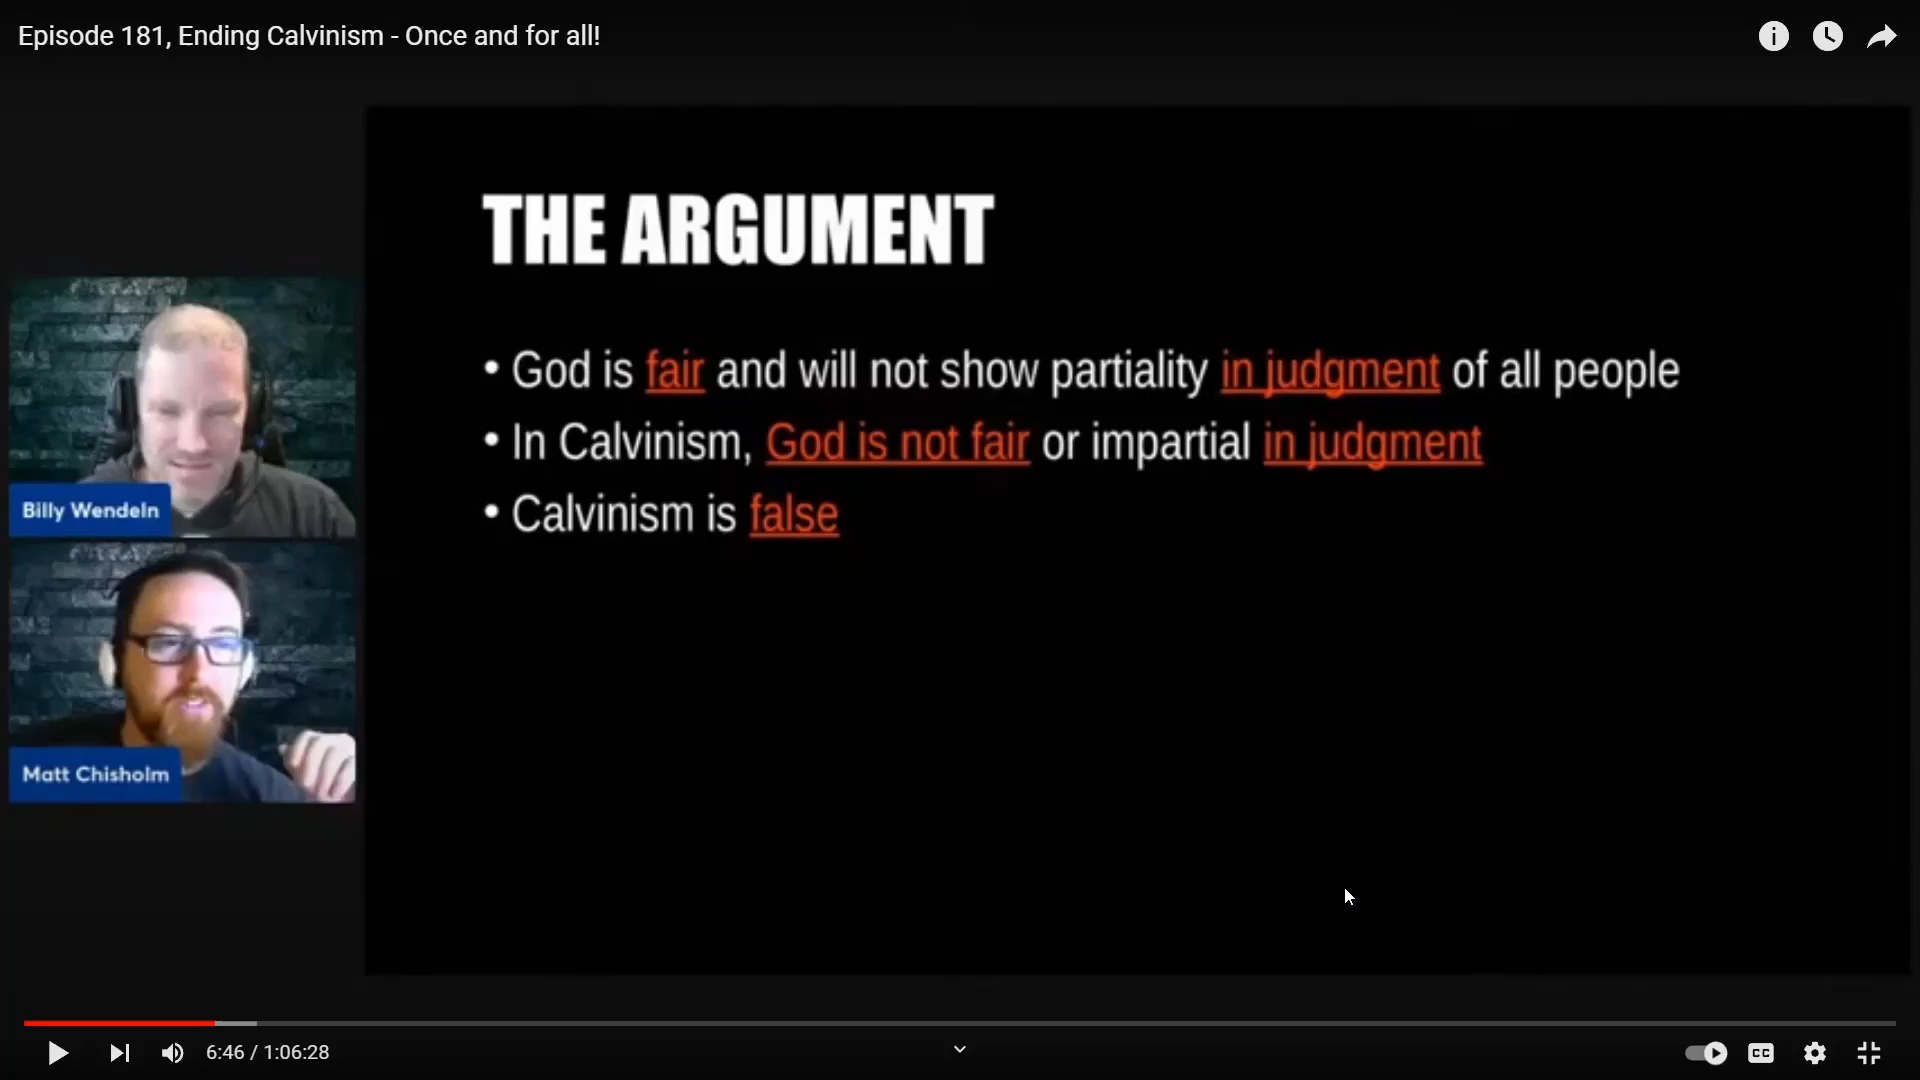 Episode 181, Ending Calvinism - Once and for all!
THE ARGUMENT
• God is fair and will not show partiality in judgment of all people
• In Calvinism, God is not fair or impartial in judgment
• Calvinism is false
Billy Wendeln
Matt Chisholm
6:46 / 1:06:28
CC